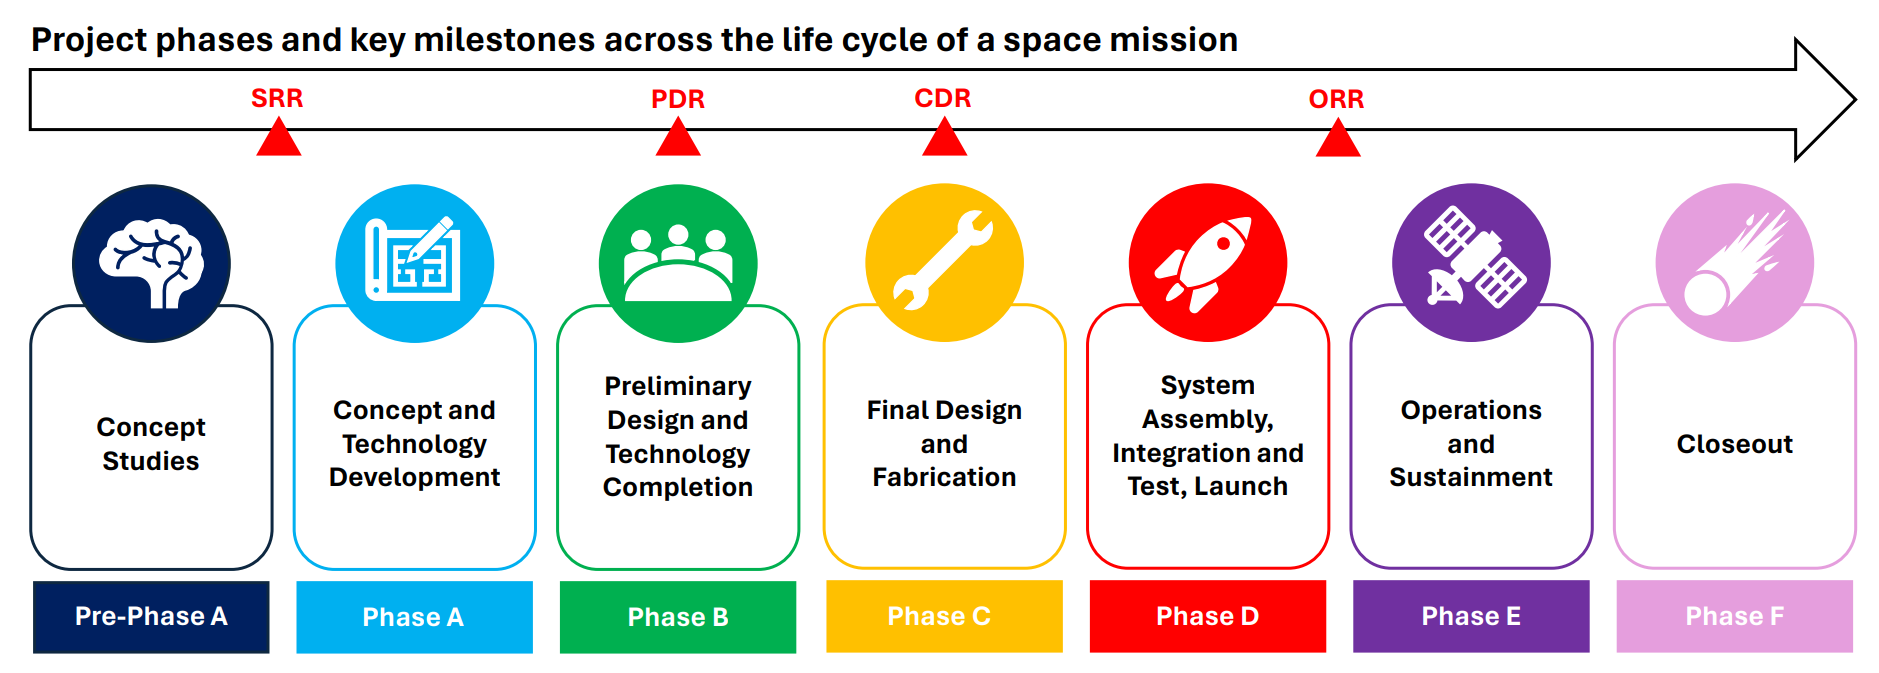 Project phases and key milestones across the life cycle of a space mission
SRR
PDR
CDR
ORR
Concept
Studies
Concept and
Technology
Development
Preliminary
Design and
Technology
Completion
Final Design
and
Fabrication
System
Assembly,
Integration and
Test, Launch
Operations
and
Sustainment
Closeout
Pre-Phase A
Phase A
Phase B
Phase C
Phase D
Phase E
Phase F